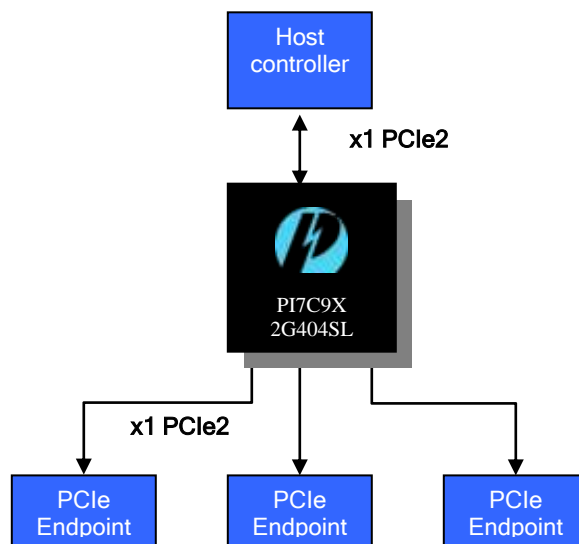 Host
controller
x1 PCIe2
PI7C9X
2G404SL
x1 PCIe2
PCIe
Endpoint
PCIe
Endpoint
PCIe
Endpoint